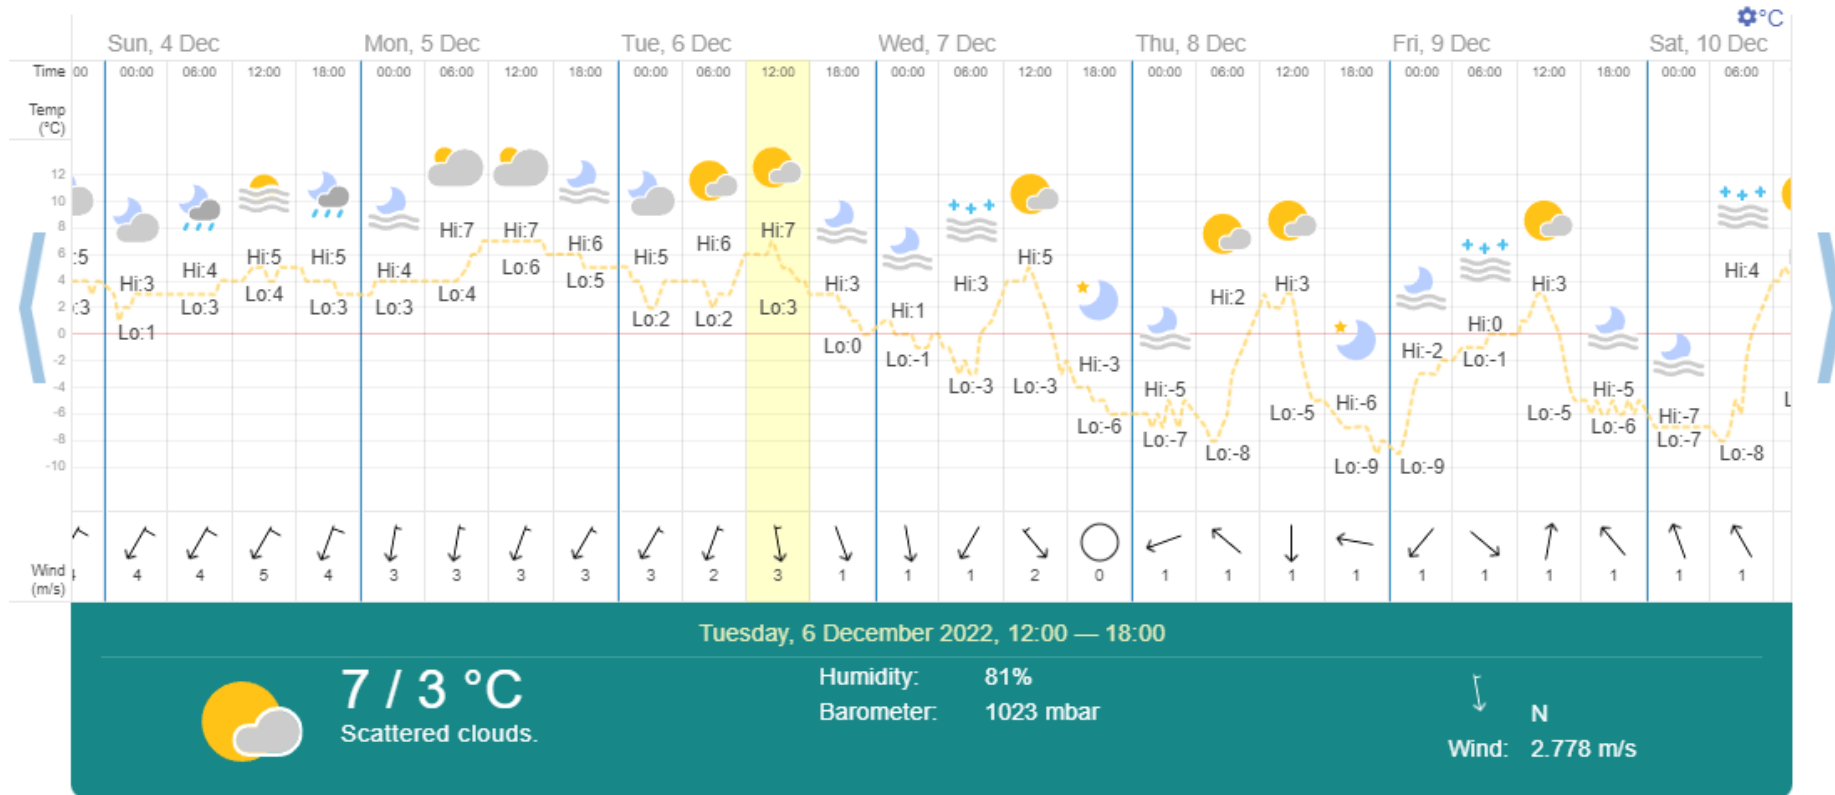 °C
Sun, 4 Dec Mon, 5 Dec Tue, 6 Dec Wed, 7 Dec Thu, 8 Dec Fri, 9 Dec Sat, 10 Dec
Time 00 00:00 06:00 12:00 18:00 00:00 06:00 12:00 18:00 00:00 06:00 12:00 18:00 00:00 06:00 12:00 18:00 00:00 06:00 12:00 18:00 00:00 06:00 12:00 18:00 00:00 06:00
Temp
(°C)
12
10
8
6
4
2
0
-2
-4
-6
-8
-10
:5 Hi:3 Hi:4 Hi:5 Hi:5 Hi:4 Hi:7 Hi:7 Hi:6 Hi:5 Hi:6 Hi:7 Hi:3 Hi:1 Hi:3 Hi:5 Hi:-3 Hi:-5 Hi:2 Hi:3 Hi:-6 Hi:-2 Hi:0 Hi:3 Hi:-5 Hi:-7 Hi:4
:3 Lo:1 Lo:3 Lo:4 Lo:3 Lo:3 Lo:4 Lo:6 Lo:5 Lo:2 Lo:2 Lo:3 Lo:0 Lo:-1 Lo:-3 Lo:-3 Lo:-6 Lo:-7 Lo:-8 Lo:-5 Lo:-9 Lo:-9 Lo:-1 Lo:-5 Lo:-6 Lo:-7 Lo:-8 L
Wind
(m/s)
4 4 5 4 3 3 3 3 3 2 3 1 1 1 2 0 1 1 1 1 1 1 1 1 1 1
Tuesday, 6 December 2022, 12:00 — 18:00
7 / 3 °C
Scattered clouds.
Humidity: 81%
Barometer: 1023 mbar
N
Wind: 2.778 m/s